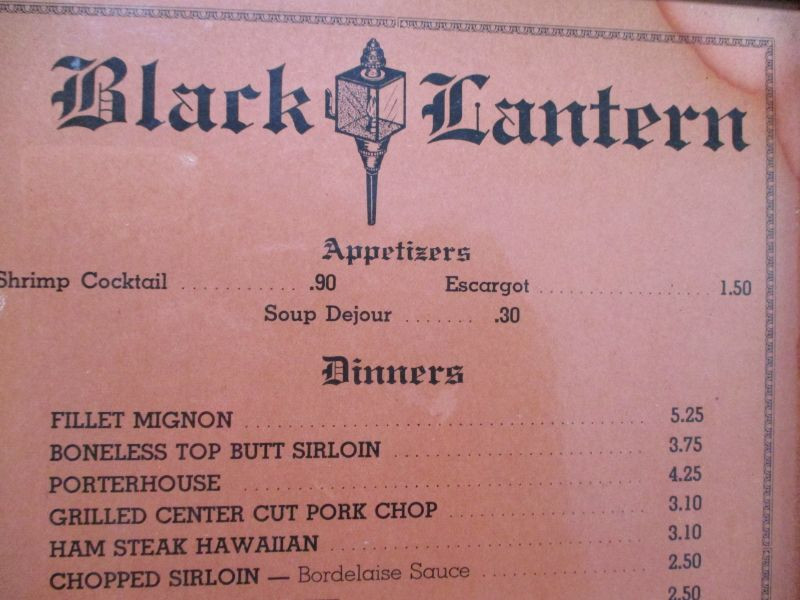 Black Lantern
Appetizers
Shrimp Cocktail .......... .90 Escargot .................. 1.50
Soup Dejour ....... .30
Dinners
FILLET MIGNON ........................................ 5.25
BONELESS TOP BUTT SIRLOIN ........................ 3.75
PORTERHOUSE ........................................ 4.25
GRILLED CENTER CUT PORK CHOP .................... 3.10
HAM STEAK HAWAIIAN .............................. 3.10
CHOPPED SIRLOIN — Bordelaise Sauce ................ 2.50
2.50